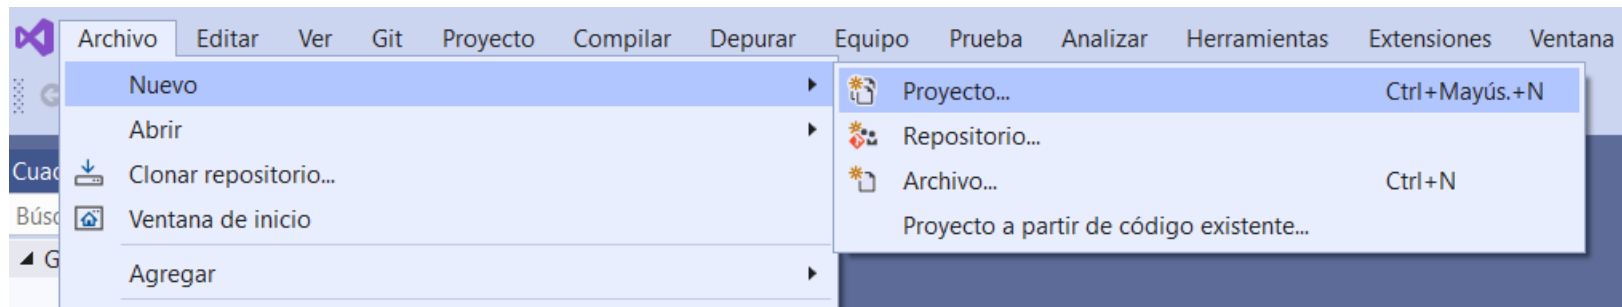 Archivo Editar Ver Git Proyecto Compilar Depurar Equipo Prueba Analizar Herramientas Extensiones Ventana
Nuevo
Abrir
Clonar repositorio...
Ventana de inicio
Agregar
Proyecto... Ctrl+Mayús.+N
Repositorio...
Archivo... Ctrl+N
Proyecto a partir de código existente...